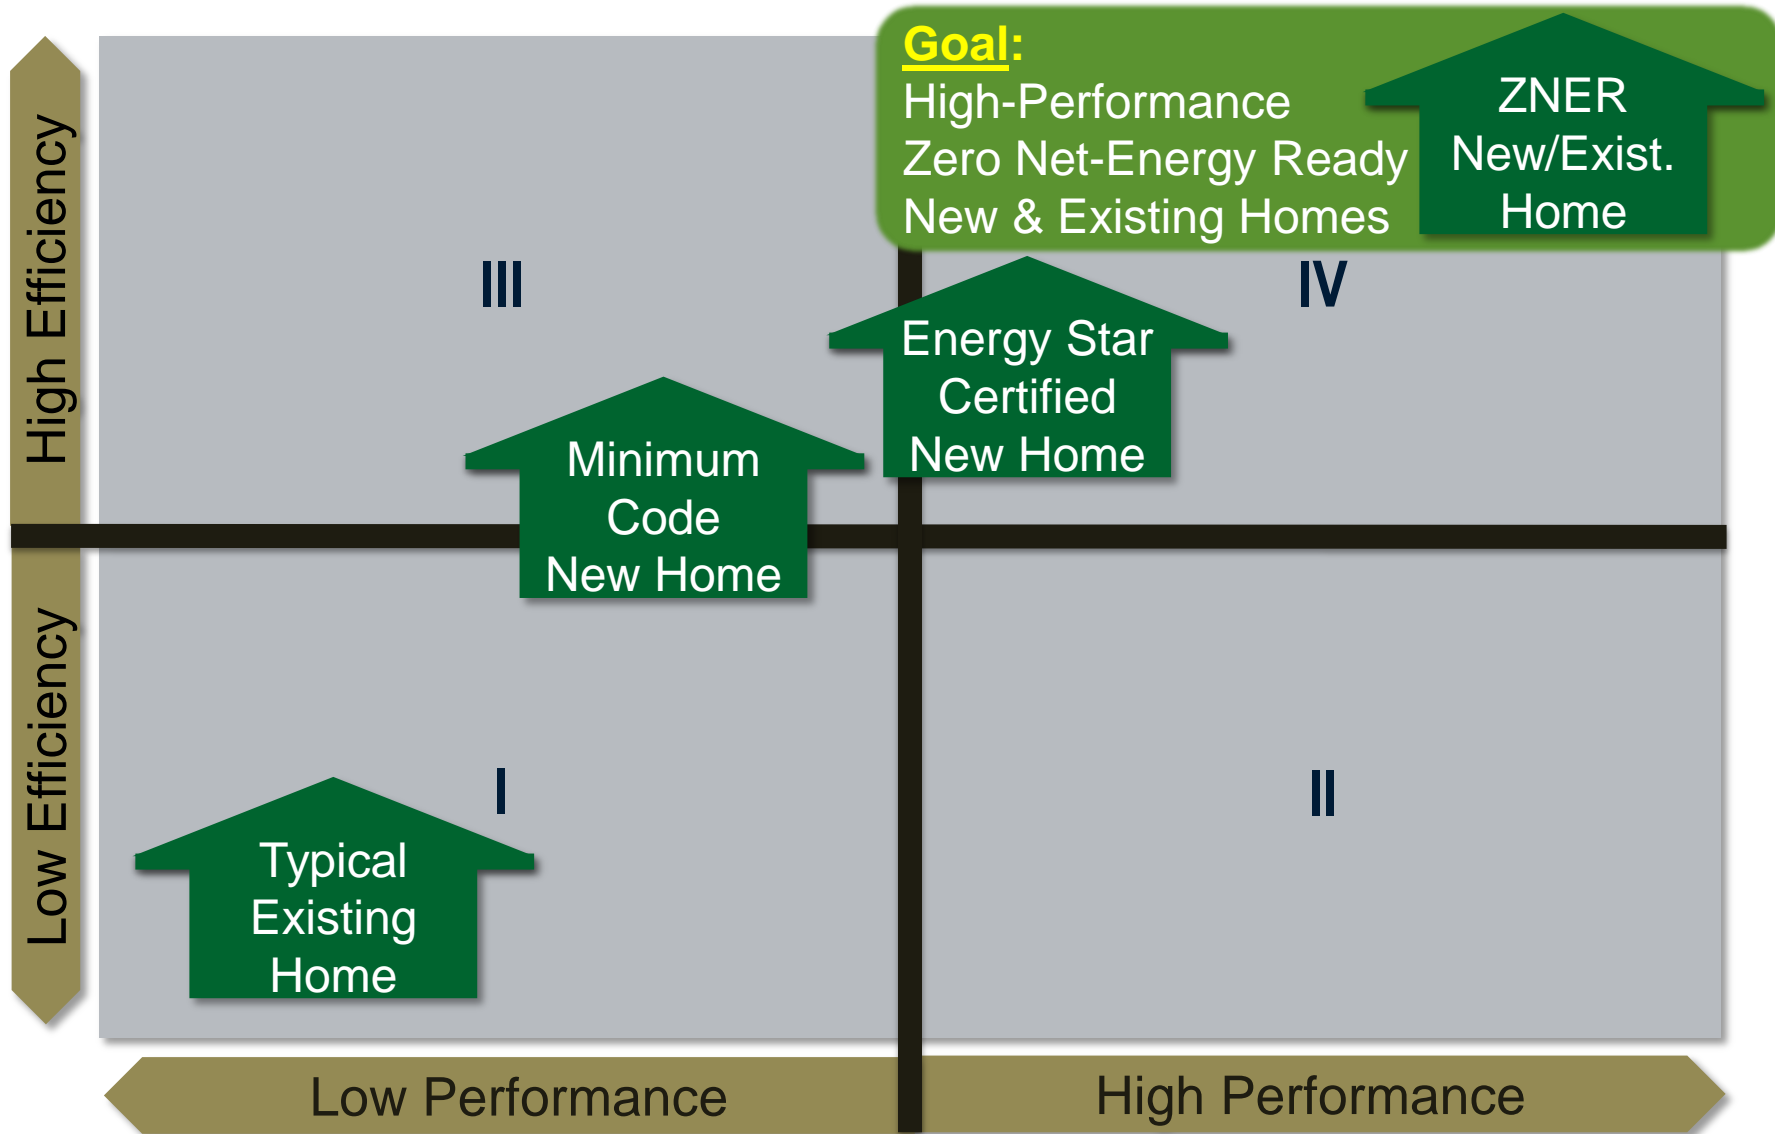 Goal:
High-Performance
Zero Net-Energy Ready
New & Existing Homes
ZNER
New/Exist.
Home
High Efficiency
III
IV
Energy Star
Certified
New Home
Minimum
Code
New Home
Low Efficiency
I
II
Typical
Existing
Home
Low Performance
High Performance